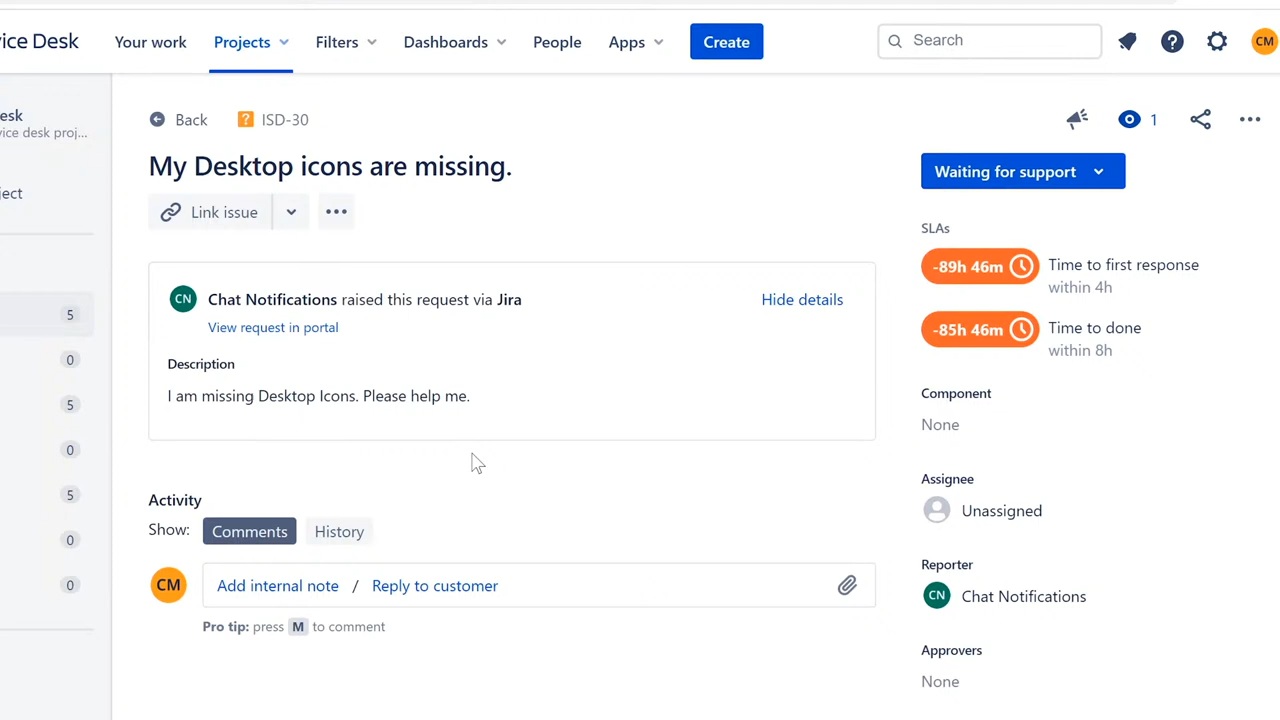 ice Desk Your work Projects Filters Dashboards People Apps Create Search CM
esk
ice desk proj...
ject
5
0
5
0
5
0
0
Back ISD-30 1
My Desktop icons are missing.
Link issue
CN Chat Notifications raised this request via Jira Hide details
View request in portal
Description
I am missing Desktop Icons. Please help me.
Activity
Show: Comments History
CM Add internal note / Reply to customer
Pro tip: press M to comment
Waiting for support
SLAs
-89h 46m Time to first response
within 4h
-85h 46m Time to done
within 8h
Component
None
Assignee
Unassigned
Reporter
CN Chat Notifications
Approvers
None